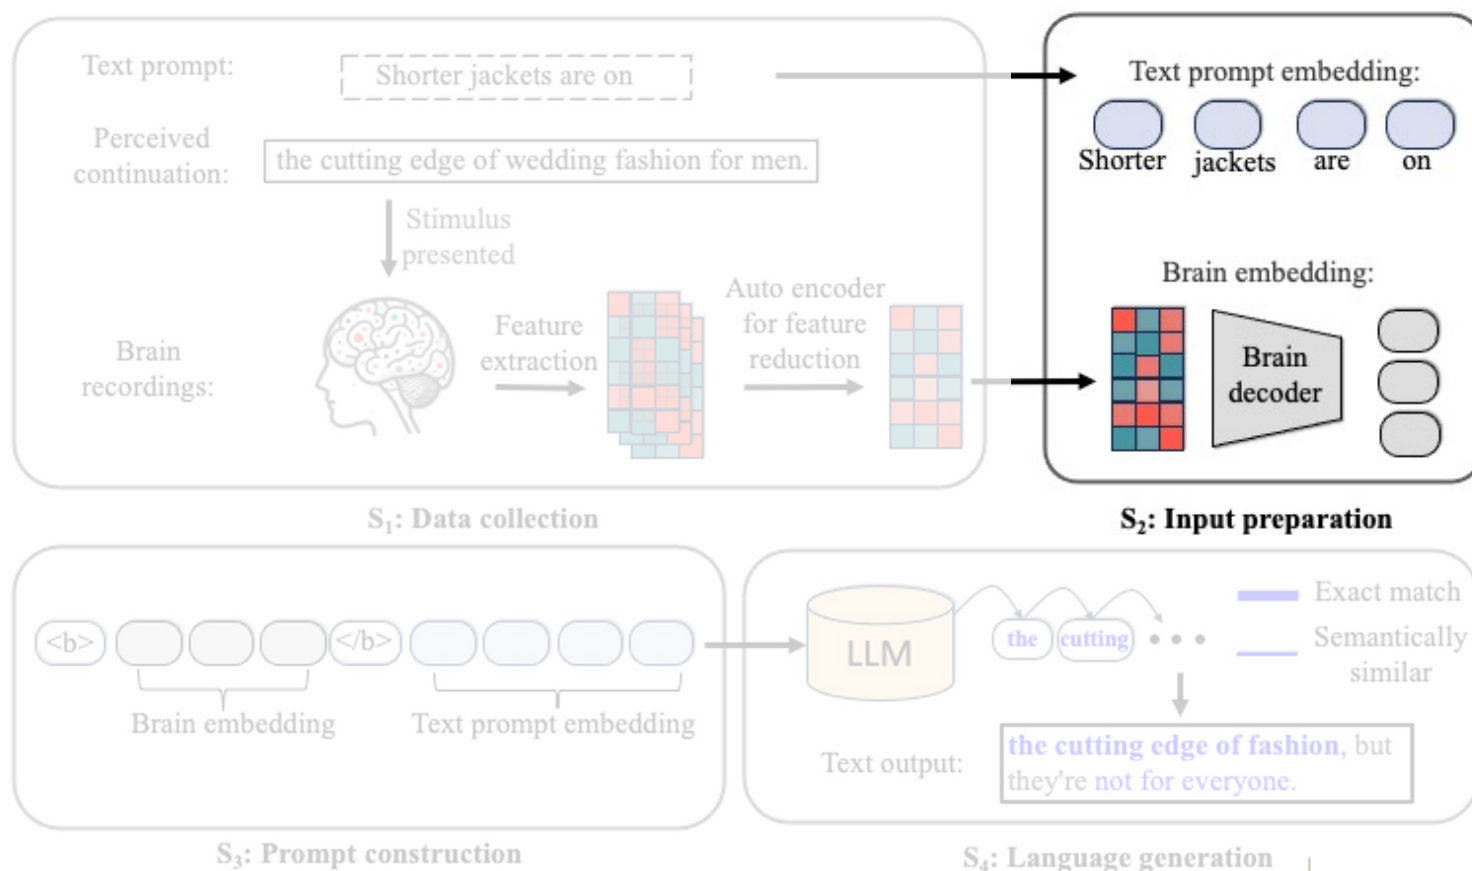 Text prompt:
Shorter jackets are on
Perceived
continuation:
the cutting edge of wedding fashion for men.
Stimulus
presented
Brain
recordings:
Feature
extraction
Auto encoder
for feature
reduction
S₁: Data collection
Text prompt embedding:
Shorter jackets are on
Brain embedding:
Brain
decoder
S₂: Input preparation
<b> </b>
Brain embedding
Text prompt embedding
S₃: Prompt construction
LLM
the cutting
Exact match
Semantically
similar
Text output:
the cutting edge of fashion, but
they're not for everyone.
S₄: Language generation